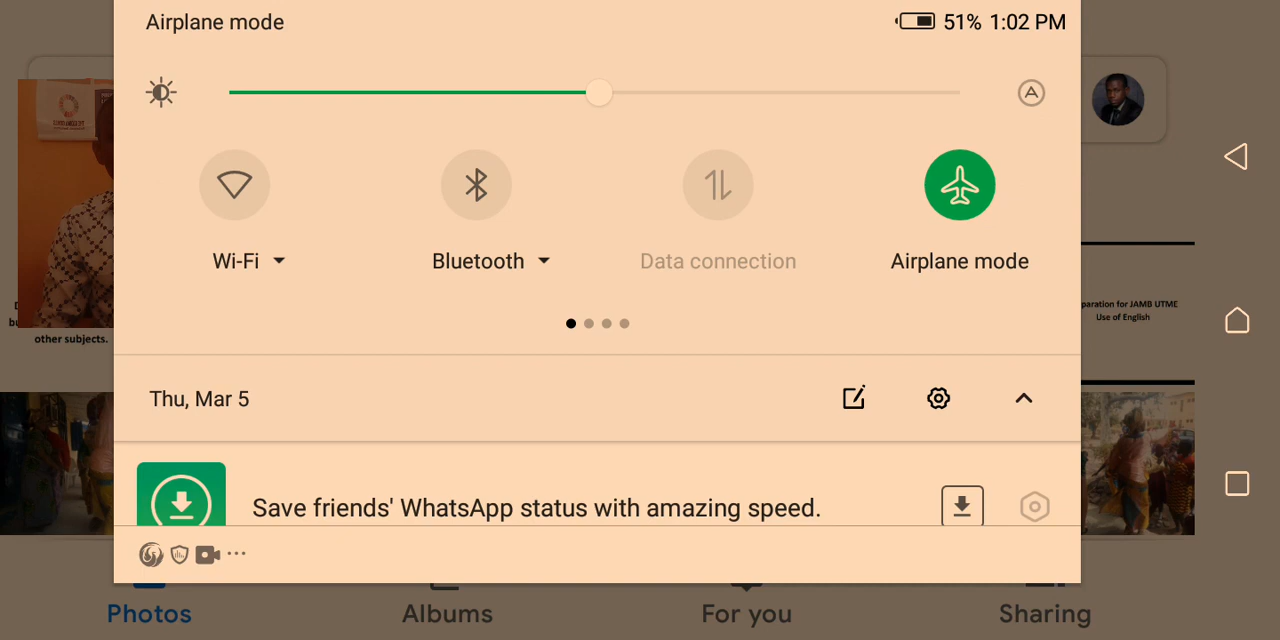 Airplane mode
51% 1:02 PM
Wi-Fi
Bluetooth
Data connection
Airplane mode
paration for JAMB UTME
Use of English
other subjects.
Thu, Mar 5
Save friends' WhatsApp status with amazing speed.
Photos
Albums
For you
Sharing